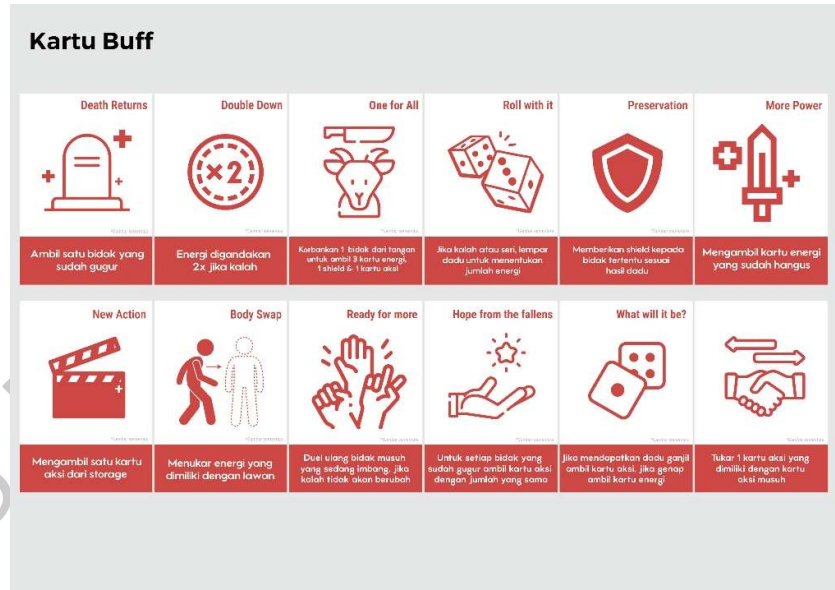 Kartu Buff
Death Returns
Double Down
One for All
Roll with it
Preservation
More Power
×2
Ambil satu bidak yang
sudah gugur
Energi digandakan
2x jika kalah
Korbankan 1 bidak dari tangan
untuk ambil 3 kartu energi,
1 shield & 1 kartu aksi
Jika kalah atau seri, lempar
dadu untuk menentukan
jumlah energi
Memberikan shield kepada
bidak tertentu sesuai
hasil dadu
Mengambil kartu energi
yang sudah hangus
New Action
Body Swap
Ready for more
Hope from the fallens
What will it be?
Mengambil satu kartu
aksi dari storage
Menukar energi yang
dimiliki dengan lawan
Duel ulang bidak musuh
yang sedang imbang, jika
kalah tidak akan berubah
Untuk setiap bidak yang
sudah gugur ambil kartu aksi
dengan jumlah yang sama
Jika mendapatkan dadu ganjil
ambil kartu aksi, jika genap
ambil kartu energi
Tukar 1 kartu aksi yang
dimiliki dengan kartu
aksi musuh